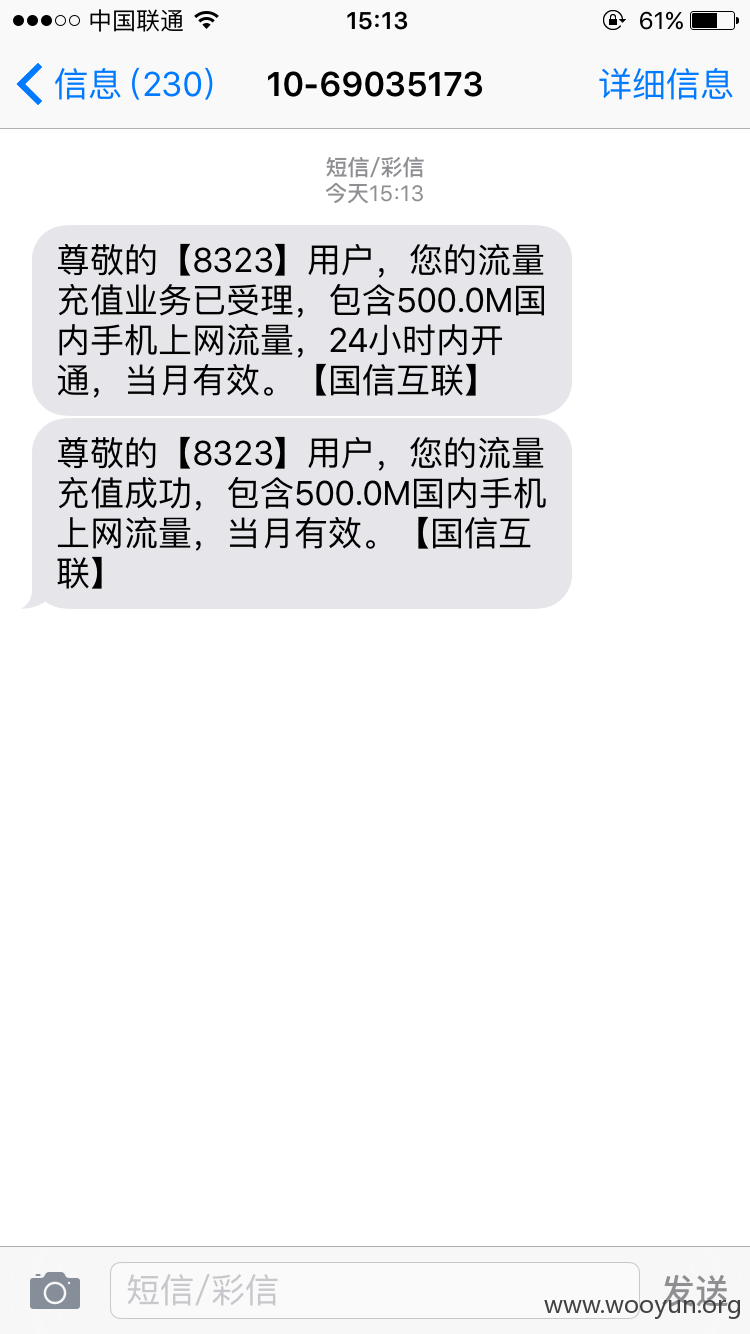 中国联通 15:13 61%
信息 (230) 10-69035173 详细信息
短信/彩信
今天15:13
尊敬的【8323】用户，您的流量
充值业务已受理，包含500.0M国
内手机上网流量，24小时内开
通，当月有效。【国信互联】
尊敬的【8323】用户，您的流量
充值成功，包含500.0M国内手机
上网流量，当月有效。【国信互
联】
短信/彩信 发送
www.wooyun.org